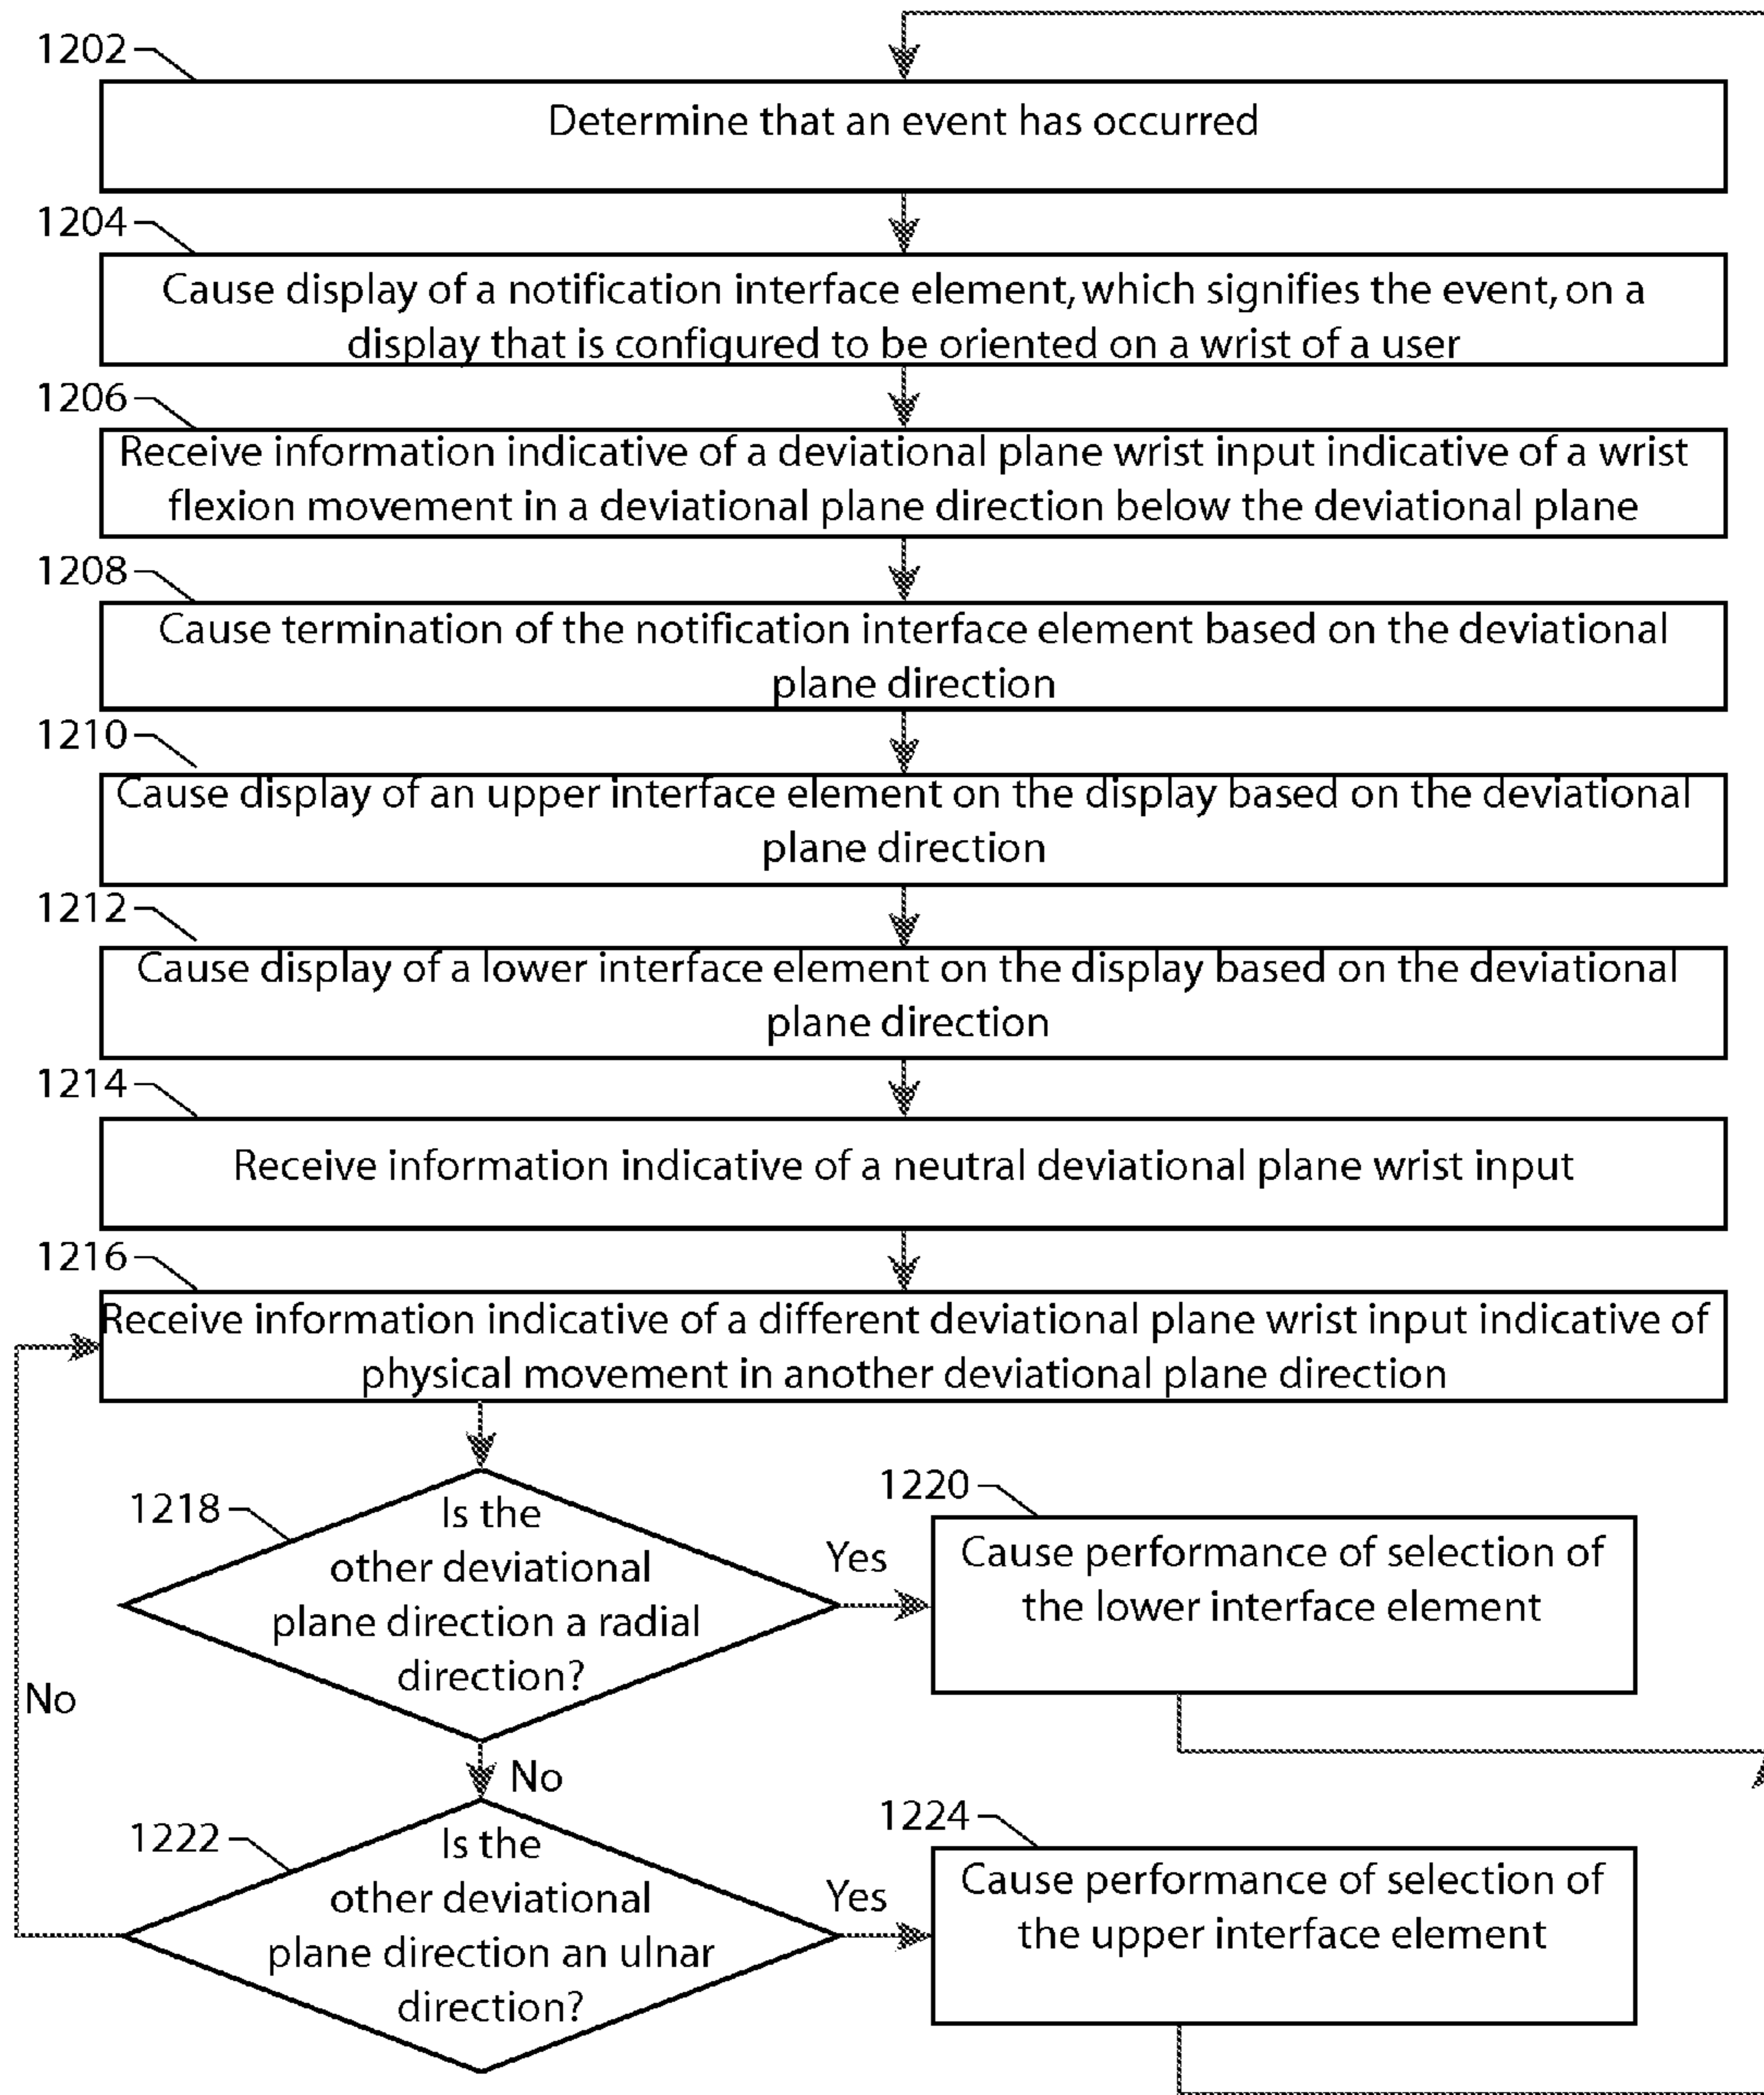 1202
Determine that an event has occurred
1204
Cause display of a notification interface element, which signifies the event, on a
display that is configured to be oriented on a wrist of a user
1206
Receive information indicative of a deviational plane wrist input indicative of a wrist
flexion movement in a deviational plane direction below the deviational plane
1208
Cause termination of the notification interface element based on the deviational
plane direction
1210
Cause display of an upper interface element on the display based on the deviational
plane direction
1212
Cause display of a lower interface element on the display based on the deviational
plane direction
1214
Receive information indicative of a neutral deviational plane wrist input
1216
Receive information indicative of a different deviational plane wrist input indicative of
physical movement in another deviational plane direction
1218
Is the
other deviational
plane direction a radial
direction?
Yes
1220
Cause performance of selection of
the lower interface element
No
No
1222
Is the
other deviational
plane direction an ulnar
direction?
Yes
1224
Cause performance of selection of
the upper interface element